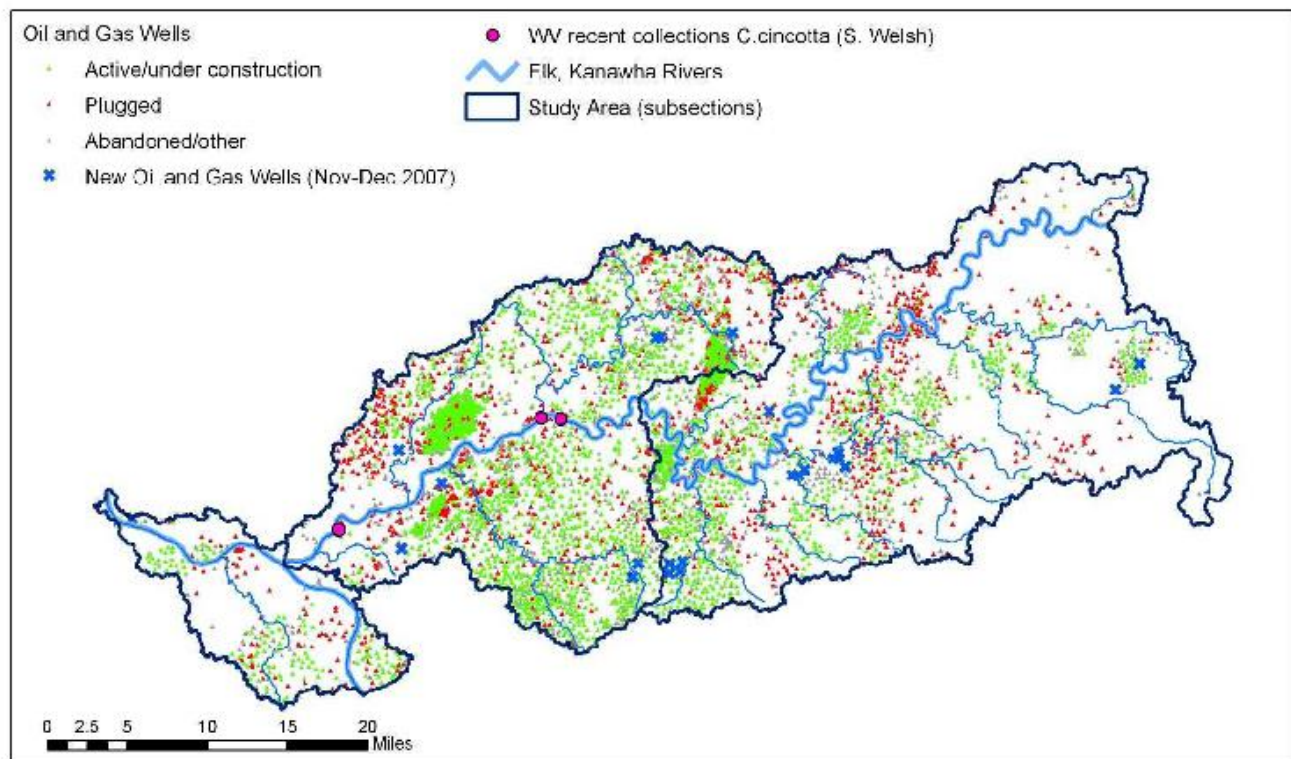 Oil and Gas Wells
Active/under construction
Plugged
Abandoned/other
New Oil and Gas Wells (Nov-Dec 2007)
WV recent collections C.cincotta (S. Welsh)
Elk, Kanawha Rivers
Study Area (subsections)
0 2.5 5 10 15 20
Miles